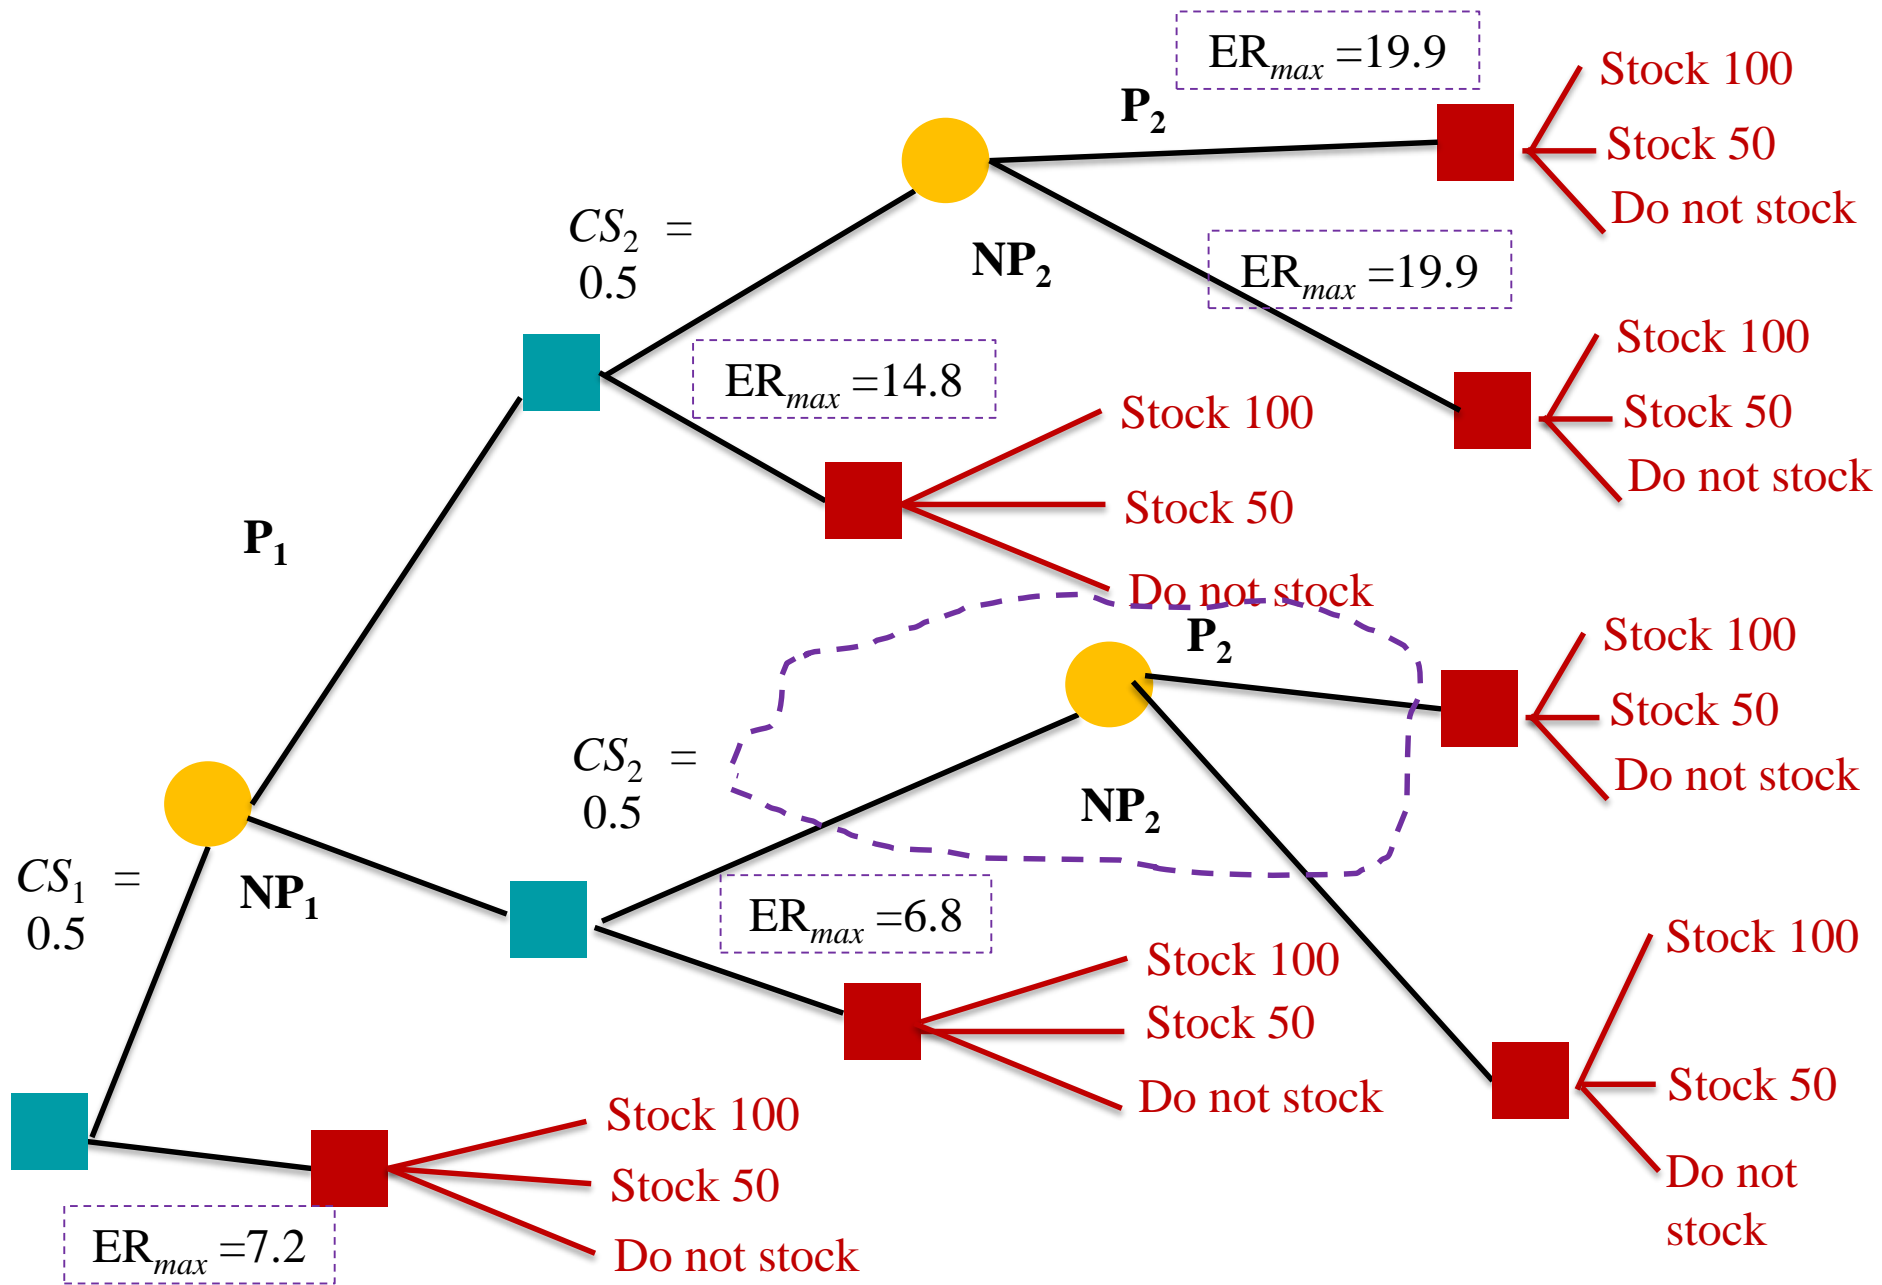 ER_max =19.9
Stock 100
P_2
Stock 50
Do not stock
CS_2 =
0.5
NP_2
ER_max =19.9
Stock 100
ER_max =14.8
Stock 100
Stock 50
Do not stock
Stock 50
P_1
Do not stock
P_2
Stock 100
Stock 50
CS_2 =
0.5
Do not stock
NP_2
CS_1 =
0.5
NP_1
ER_max =6.8
Stock 100
Stock 100
Stock 50
Stock 50
Do not stock
Stock 100
Stock 50
Do not
stock
ER_max =7.2
Do not stock